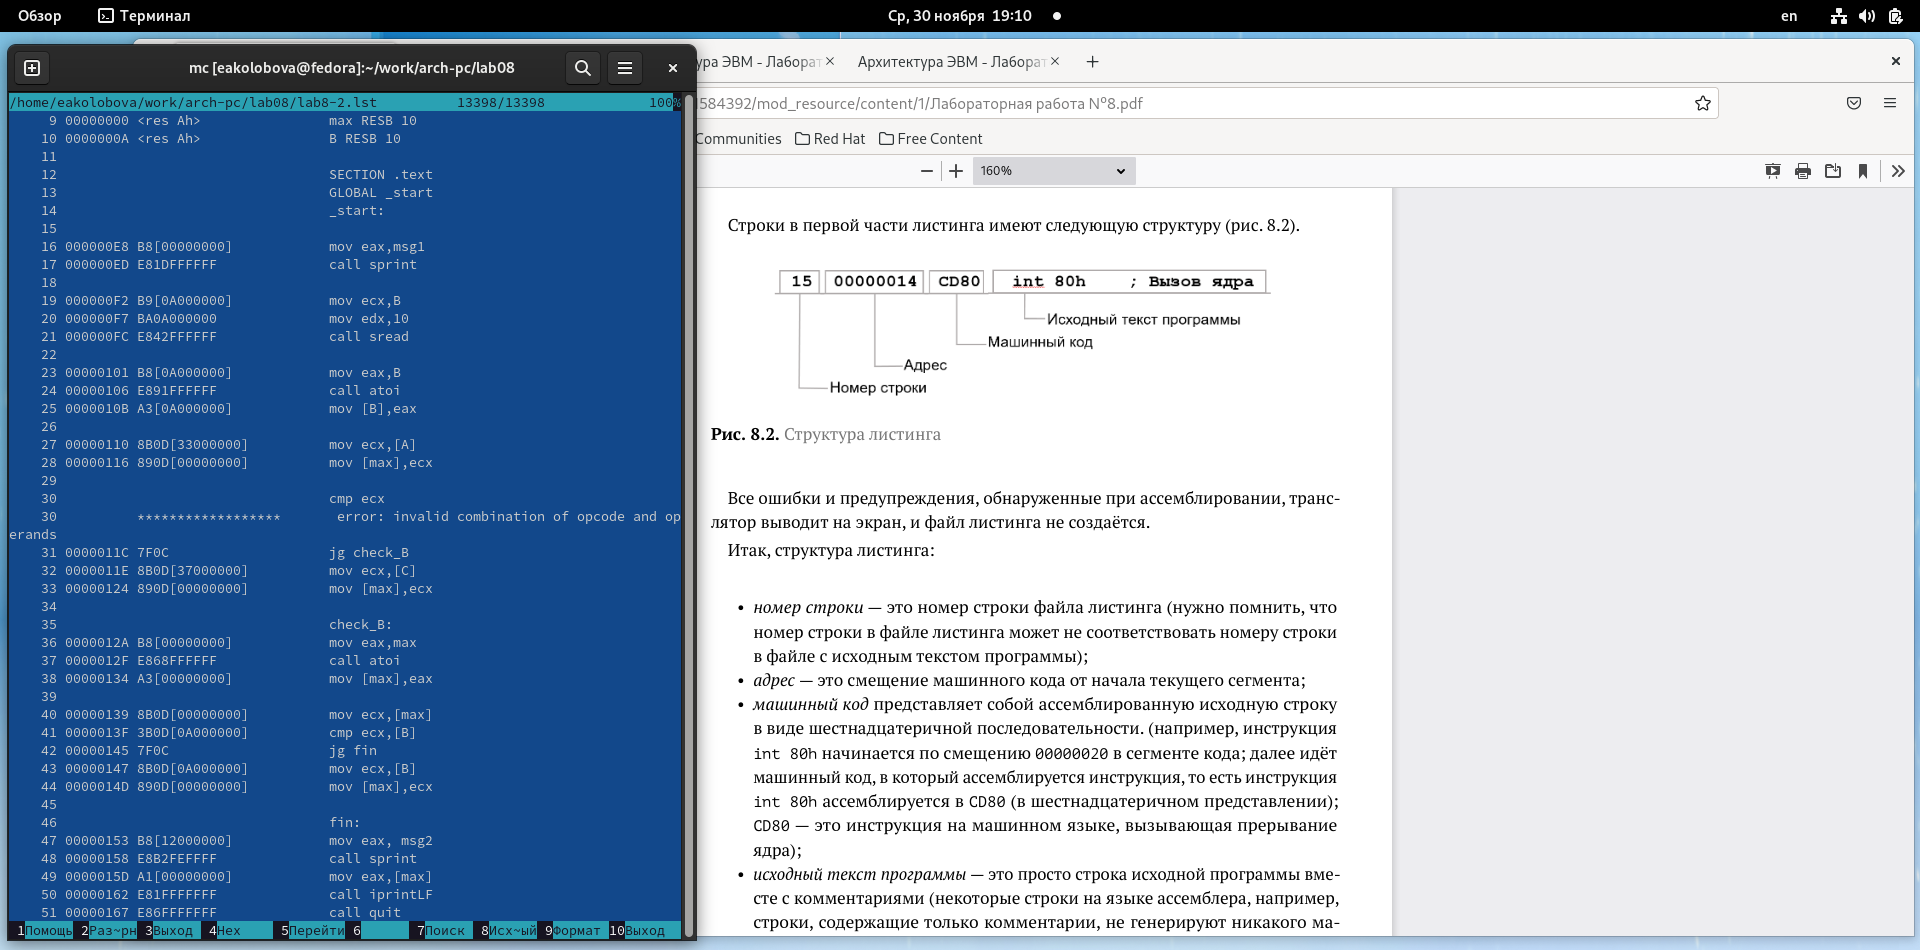 Обзор Терминал Ср, 30 ноября 19:10 en
mc [eakolobova@fedora]:~/work/arch-pc/lab08
/home/eakolobova/work/arch-pc/lab08/lab8-2.lst 13398/13398 100%
9 00000000 <res Ah> max RESB 10
10 0000000A <res Ah> B RESB 10
11
12 SECTION .text
13 GLOBAL _start
14 _start:
15
16 000000E8 B8[00000000] mov eax,msg1
17 000000ED E81DFFFFFF call sprint
18
19 000000F2 B9[0A000000] mov ecx,B
20 000000F7 BA0A000000 mov edx,10
21 000000FC E842FFFFFF call sread
22
23 00000101 B8[0A000000] mov eax,B
24 00000106 E891FFFFFF call atoi
25 0000010B A3[0A000000] mov [B],eax
26
27 00000110 8B0D[33000000] mov ecx,[A]
28 00000116 890D[00000000] mov [max],ecx
29
30 cmp ecx
30 ****************** error: invalid combination of opcode and op
erands
31 0000011C 7F0C jg check_B
32 0000011E 8B0D[37000000] mov ecx,[C]
33 00000124 890D[00000000] mov [max],ecx
34
35 check_B:
36 0000012A B8[00000000] mov eax,max
37 0000012F E868FFFFFF call atoi
38 00000134 A3[00000000] mov [max],eax
39
40 00000139 8B0D[00000000] mov ecx,[max]
41 0000013F 3B0D[0A000000] cmp ecx,[B]
42 00000145 7F0C jg fin
43 00000147 8B0D[0A000000] mov ecx,[B]
44 0000014D 890D[00000000] mov [max],ecx
45
46 fin:
47 00000153 B8[12000000] mov eax, msg2
48 00000158 E8B2FEFFFF call sprint
49 0000015D A1[00000000] mov eax,[max]
50 00000162 E81FFFFFFF call iprintLF
51 00000167 E86FFFFFFF call quit
1Помощь 2Раз~рн 3Выход 4Hex 5Перейти 6 7Поиск 8Исх~ый 9Формат 10Выход
ура ЭВМ - Лаборат Архитектура ЭВМ - Лаборат
584392/mod_resource/content/1/Лабораторная работа №8.pdf
Communities Red Hat Free Content
160%
Строки в первой части листинга имеют следующую структуру (рис. 8.2).
15 00000014 CD80 int 80h ; Вызов ядра
Исходный текст программы
Машинный код
Адрес
Номер строки
Рис. 8.2. Структура листинга
Все ошибки и предупреждения, обнаруженные при ассемблировании, транс-
лятор выводит на экран, и файл листинга не создаётся.
Итак, структура листинга:
• номер строки — это номер строки файла листинга (нужно помнить, что
номер строки в файле листинга может не соответствовать номеру строки
в файле с исходным текстом программы);
• адрес — это смещение машинного кода от начала текущего сегмента;
• машинный код представляет собой ассемблированную исходную строку
в виде шестнадцатеричной последовательности. (например, инструкция
int 80h начинается по смещению 00000020 в сегменте кода; далее идёт
машинный код, в который ассемблируется инструкция, то есть инструкция
int 80h ассемблируется в CD80 (в шестнадцатеричном представлении);
CD80 — это инструкция на машинном языке, вызывающая прерывание
ядра);
• исходный текст программы — это просто строка исходной программы вме-
сте с комментариями (некоторые строки на языке ассемблера, например,
строки, содержащие только комментарии, не генерируют никакого ма-